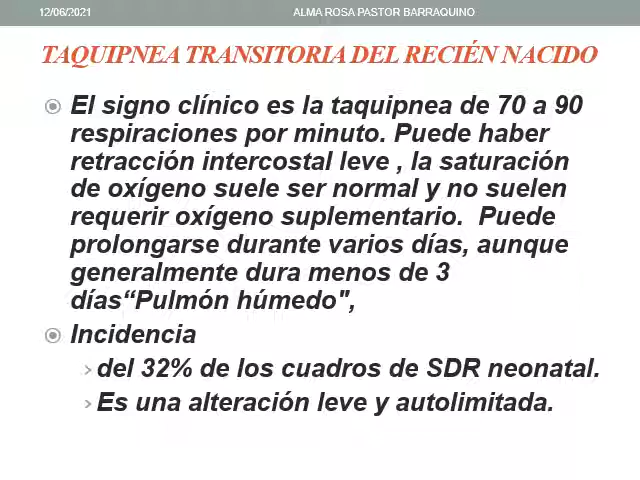 12/06/2021 ALMA ROSA PASTOR BARRAQUINO
TAQUIPNEA TRANSITORIA DEL RECIÉN NACIDO
El signo clínico es la taquipnea de 70 a 90
respiraciones por minuto. Puede haber
retracción intercostal leve , la saturación
de oxígeno suele ser normal y no suelen
requerir oxígeno suplementario. Puede
prolongarse durante varios días, aunque
generalmente dura menos de 3
días“Pulmón húmedo",
Incidencia
del 32% de los cuadros de SDR neonatal.
Es una alteración leve y autolimitada.